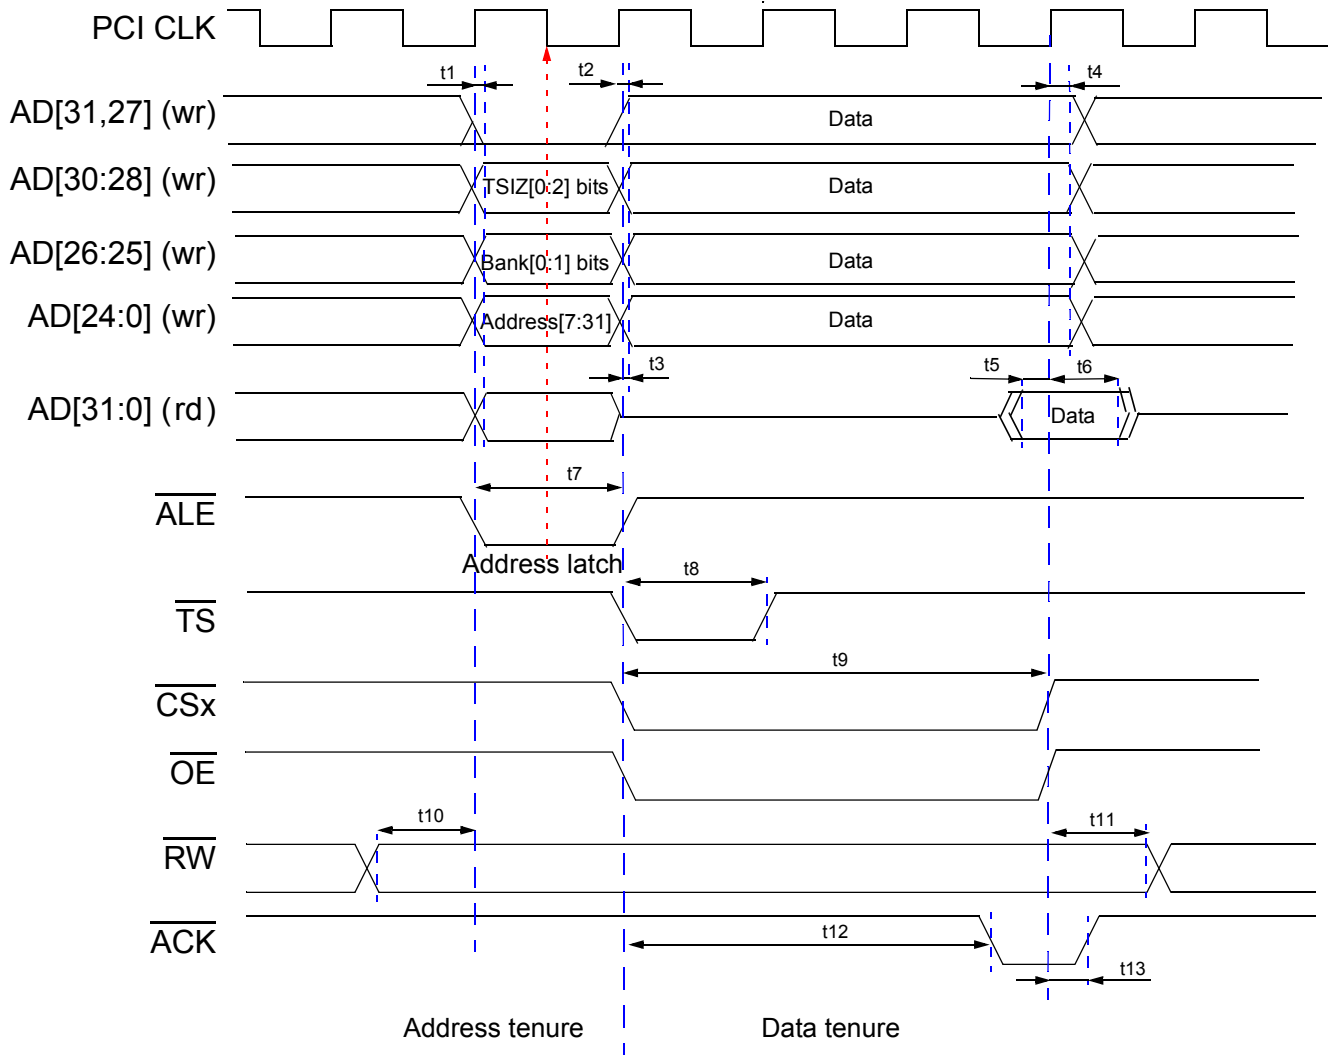 PCI CLK
t1
t2
t4
AD[31,27] (wr)
Data
AD[30:28] (wr)
TSIZ[0:2] bits
Data
AD[26:25] (wr)
Bank[0:1] bits
Data
AD[24:0] (wr)
Address[7:31]
Data
t3
t5
t6
AD[31:0] (rd)
Data
t7
ALE
Address latch
t8
TS
t9
CSx
OE
t10
t11
RW
ACK
t12
t13
Address tenure
Data tenure